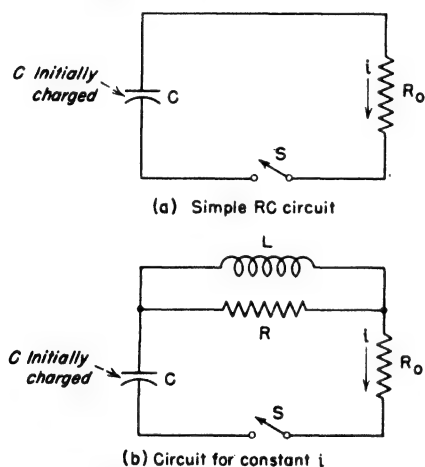 C Initially
charged
C
i
R₀
S
(a) Simple RC circuit
L
R
C Initially
charged
C
i
R₀
S
(b) Circuit for constant i